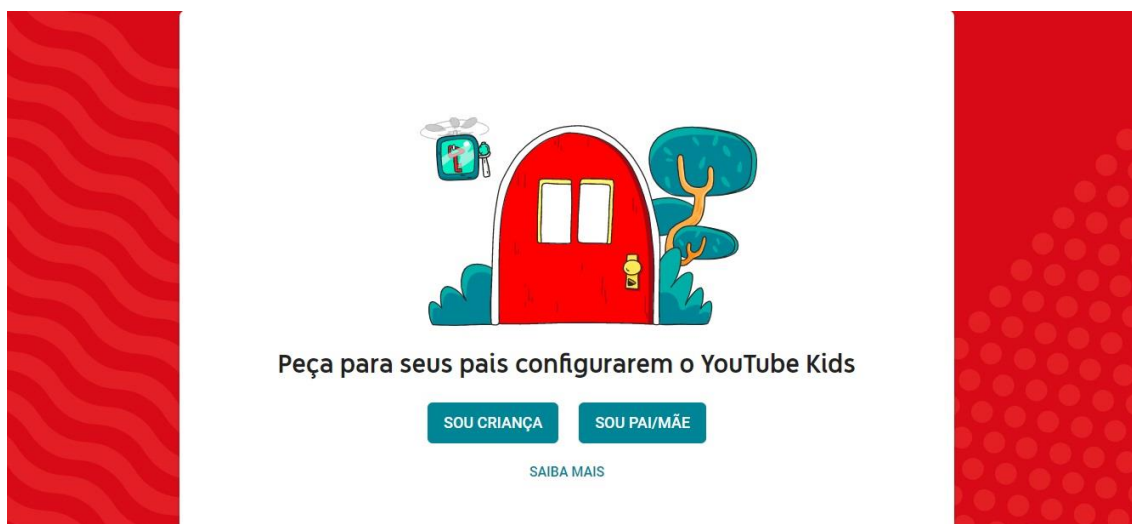 Peça para seus pais configurarem o YouTube Kids
SOU CRIANÇA
SOU PAI/MÃE
SAIBA MAIS